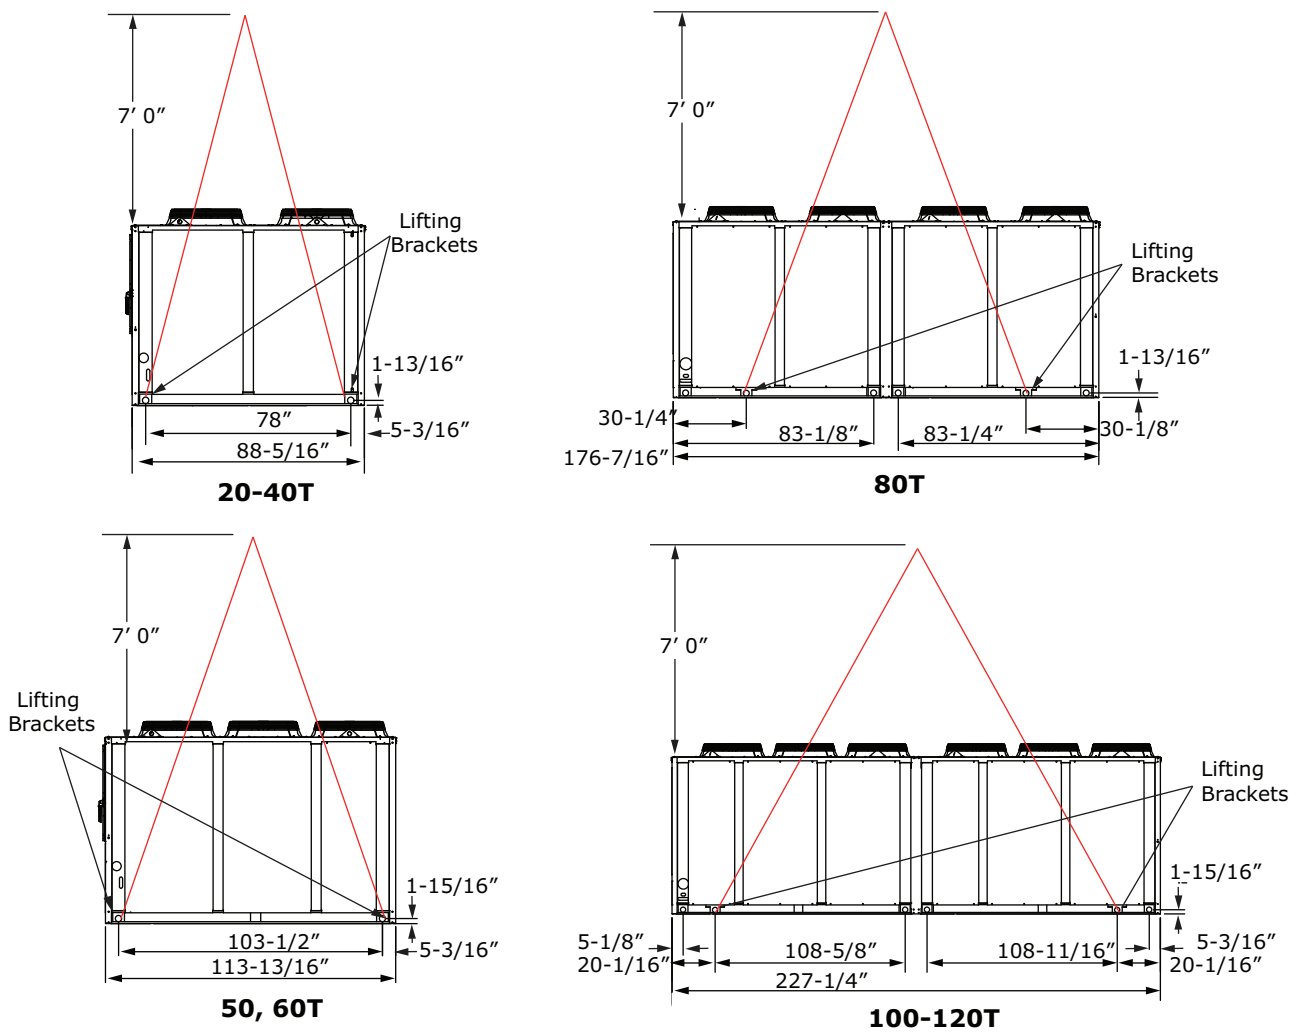 7’ 0”
Lifting
Brackets
1-13/16”
78”
5-3/16”
88-5/16”
20-40T
7’ 0”
Lifting
Brackets
1-13/16”
30-1/4”
83-1/8”
83-1/4”
30-1/8”
176-7/16”
80T
7’ 0”
Lifting
Brackets
1-15/16”
103-1/2”
5-3/16”
113-13/16”
50, 60T
7’ 0”
Lifting
Brackets
1-15/16”
5-1/8”
108-5/8”
108-11/16”
5-3/16”
20-1/16”
20-1/16”
227-1/4”
100-120T